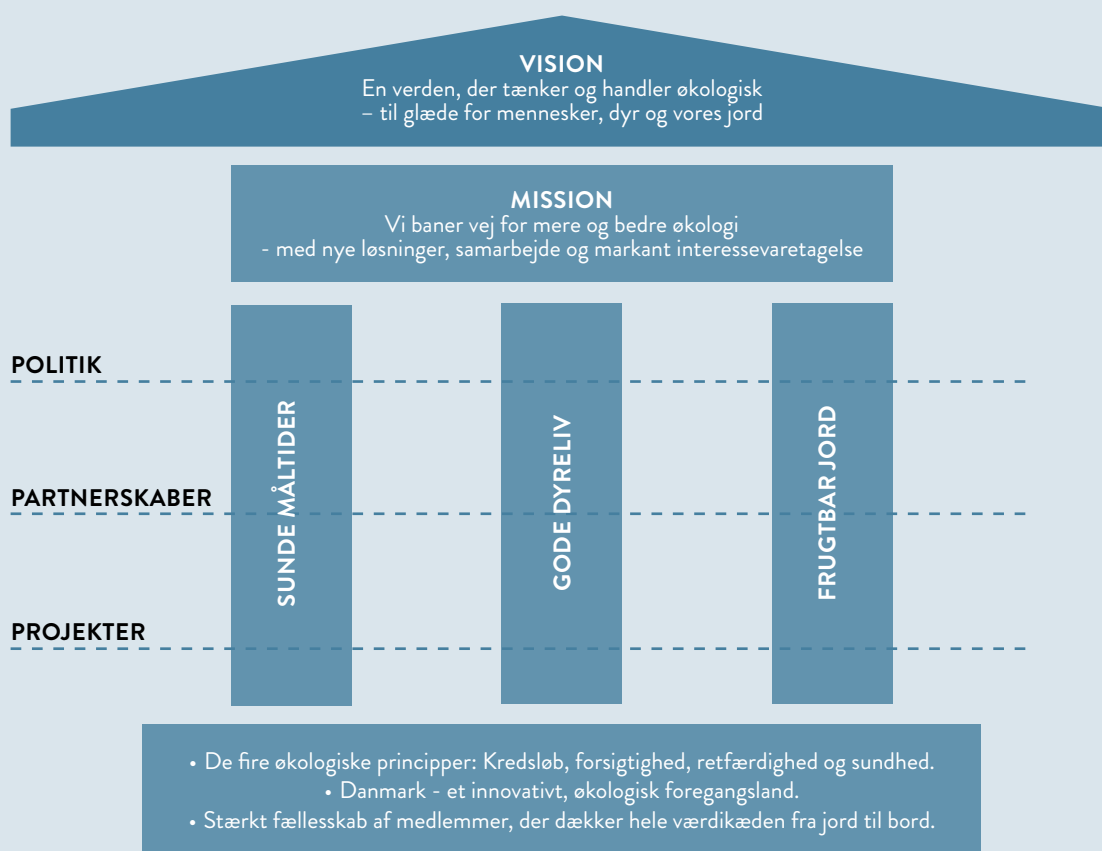 VISION
En verden, der tænker og handler økologisk
– til glæde for mennesker, dyr og vores jord
MISSION
Vi baner vej for mere og bedre økologi
- med nye løsninger, samarbejde og markant interessevaretagelse
POLITIK
PARTNERSKABER
PROJEKTER
SUNDE MÅLTIDER
GODE DYRELIV
FRUGTBAR JORD
• De fire økologiske principper: Kredsløb, forsigtighed, retfærdighed og sundhed.
• Danmark - et innovativt, økologisk foregangsland.
• Stærkt fællesskab af medlemmer, der dækker hele værdikæden fra jord til bord.